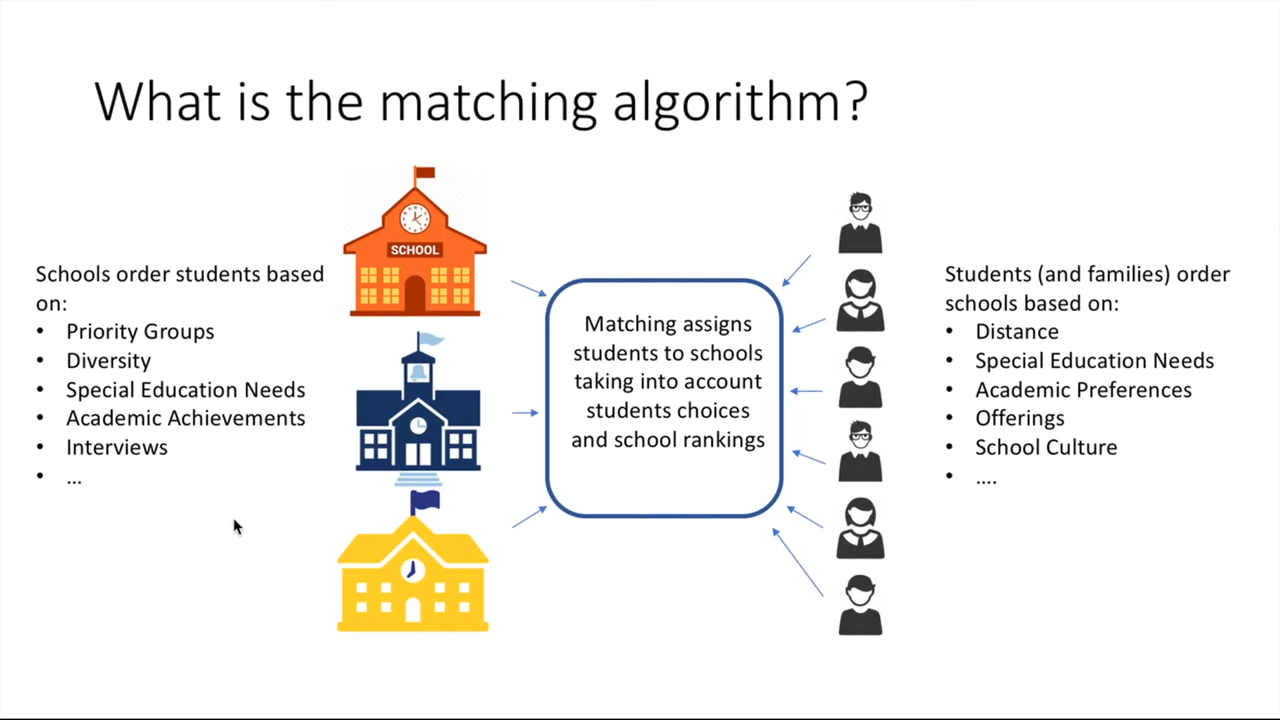 What is the matching algorithm?
SCHOOL
Schools order students based
on:
• Priority Groups
• Diversity
• Special Education Needs
• Academic Achievements
• Interviews
• ...
Matching assigns
students to schools
taking into account
students choices
and school rankings
Students (and families) order
schools based on:
• Distance
• Special Education Needs
• Academic Preferences
• Offerings
• School Culture
• ....